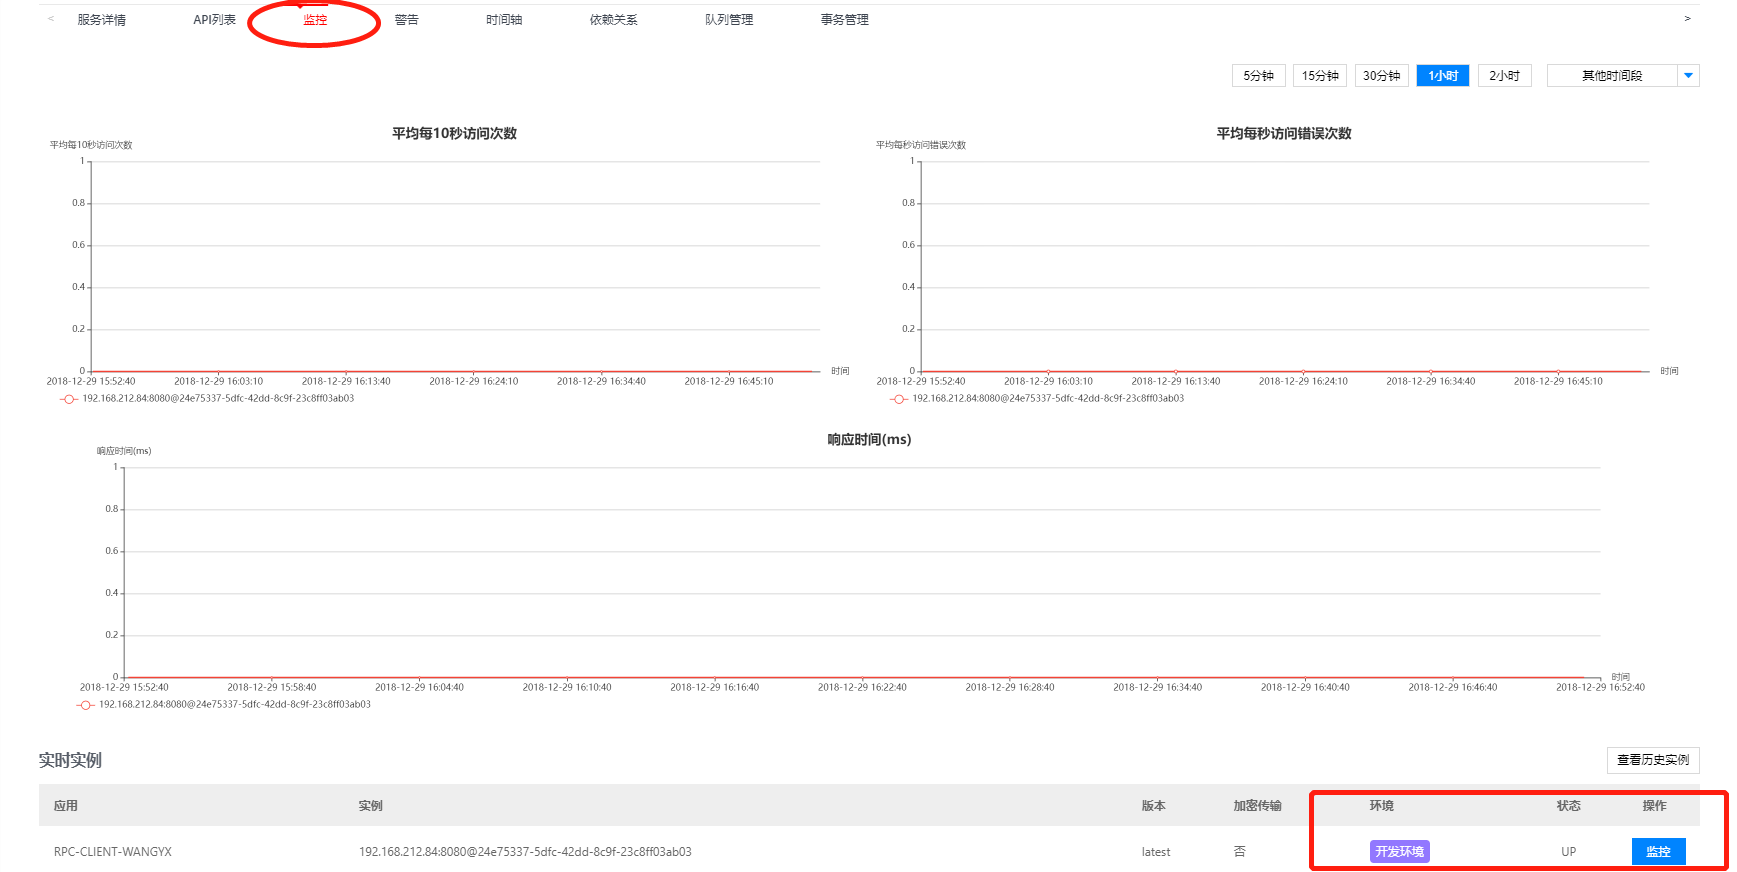 < 服务详情 API列表 监控 警告 时间轴 依赖关系 队列管理 事务管理 >
5分钟 15分钟 30分钟 1小时 2小时 其他时间段
平均每10秒访问次数
平均每10秒访问次数
1
0.8
0.6
0.4
0.2
0
时间
2018-12-29 15:52:40 2018-12-29 16:03:10 2018-12-29 16:13:40 2018-12-29 16:24:10 2018-12-29 16:34:40 2018-12-29 16:45:10
192.168.212.84:8080@24e75337-5dfc-42dd-8c9f-23c8ff03ab03
平均每秒访问错误次数
平均每秒访问错误次数
1
0.8
0.6
0.4
0.2
0
时间
2018-12-29 15:52:40 2018-12-29 16:03:10 2018-12-29 16:13:40 2018-12-29 16:24:10 2018-12-29 16:34:40 2018-12-29 16:45:10
192.168.212.84:8080@24e75337-5dfc-42dd-8c9f-23c8ff03ab03
响应时间(ms)
响应时间(ms)
1
0.8
0.6
0.4
0.2
0
时间
2018-12-29 15:52:40 2018-12-29 15:58:40 2018-12-29 16:04:40 2018-12-29 16:10:40 2018-12-29 16:16:40 2018-12-29 16:22:40 2018-12-29 16:28:40 2018-12-29 16:34:40 2018-12-29 16:40:40 2018-12-29 16:46:40 2018-12-29 16:52:40
192.168.212.84:8080@24e75337-5dfc-42dd-8c9f-23c8ff03ab03
实时实例 查看历史实例
应用 实例 版本 加密传输 环境 状态 操作
RPC-CLIENT-WANGYX 192.168.212.84:8080@24e75337-5dfc-42dd-8c9f-23c8ff03ab03 latest 否 开发环境 UP 监控